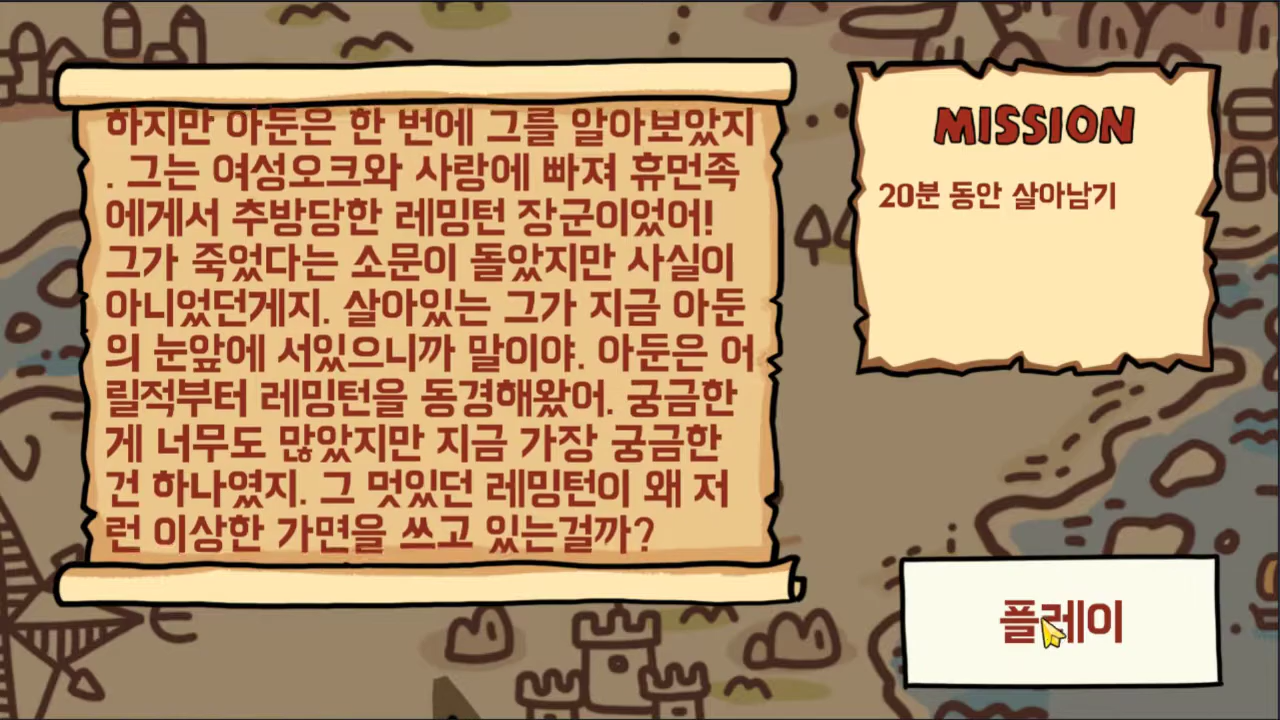 하지만 아둔은 한 번에 그를 알아보았지
. 그는 여성오크와 사랑에 빠져 휴먼족
에게서 추방당한 레밍턴 장군이었어!
그가 죽었다는 소문이 돌았지만 사실이
아니었던게지. 살아있는 그가 지금 아둔
의 눈앞에 서있으니까 말이야. 아둔은 어
릴적부터 레밍턴을 동경해왔어. 궁금한
게 너무도 많았지만 지금 가장 궁금한
건 하나였지. 그 멋있던 레밍턴이 왜 저
런 이상한 가면을 쓰고 있는걸까?
MISSION
20분 동안 살아남기
플레이